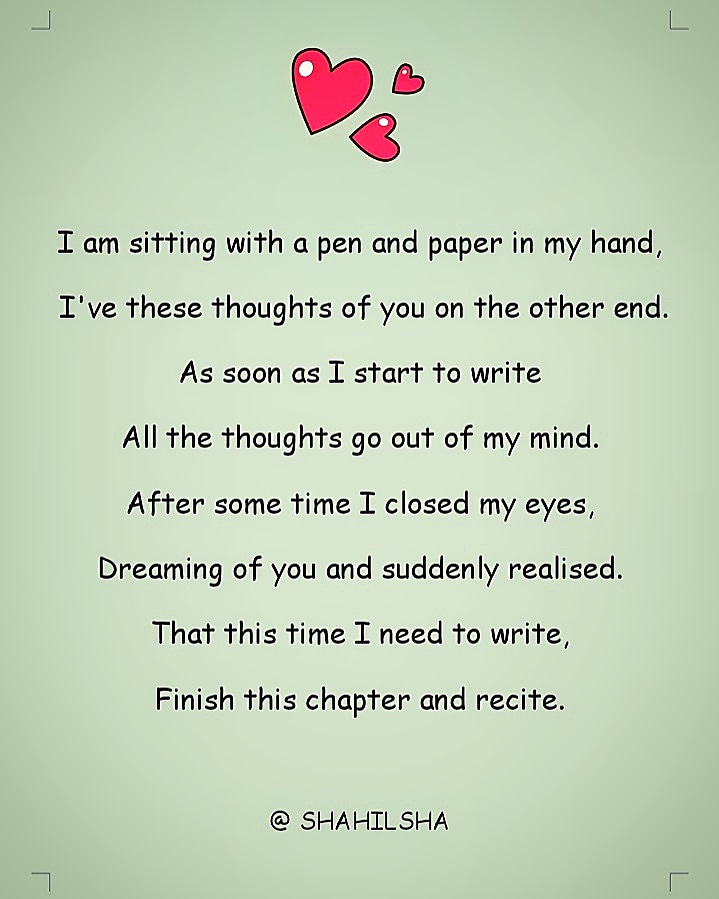 I am sitting with a pen and paper in my hand,
I've these thoughts of you on the other end.
As soon as I start to write
All the thoughts go out of my mind.
After some time I closed my eyes,
Dreaming of you and suddenly realised.
That this time I need to write,
Finish this chapter and recite.
@ SHAHILSHA